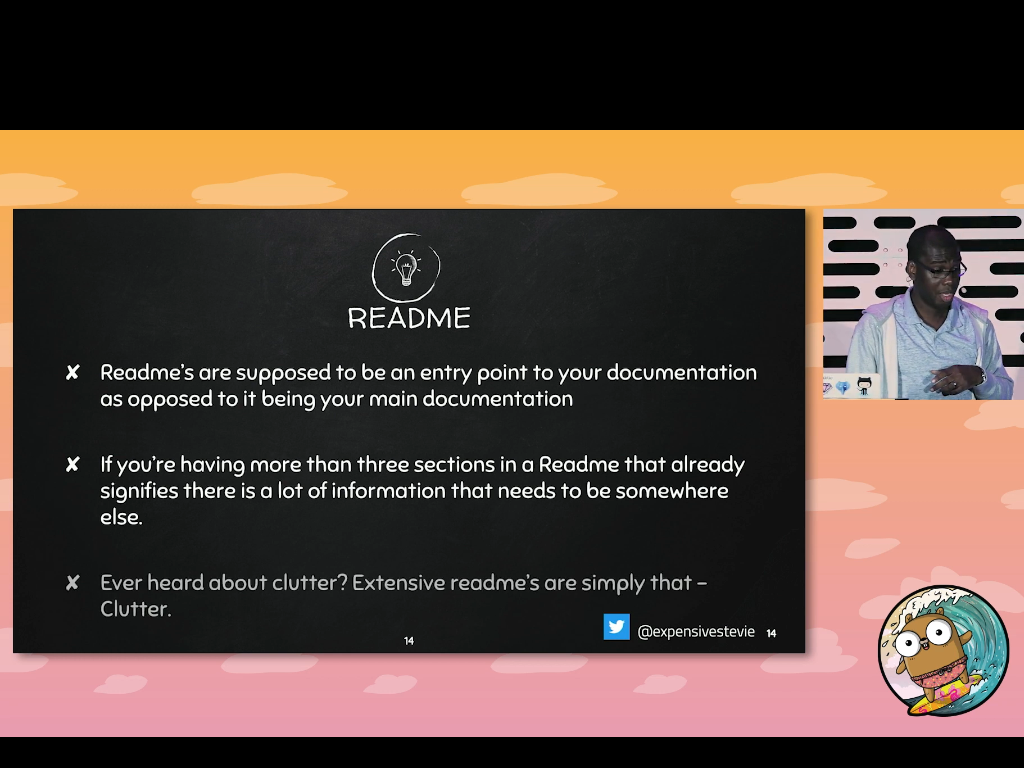 README
✘ Readme's are supposed to be an entry point to your documentation
as opposed to it being your main documentation
✘ If you're having more than three sections in a Readme that already
signifies there is a lot of information that needs to be somewhere
else.
✘ Ever heard about clutter? Extensive readme's are simply that –
Clutter.
14
@expensivestevie 14